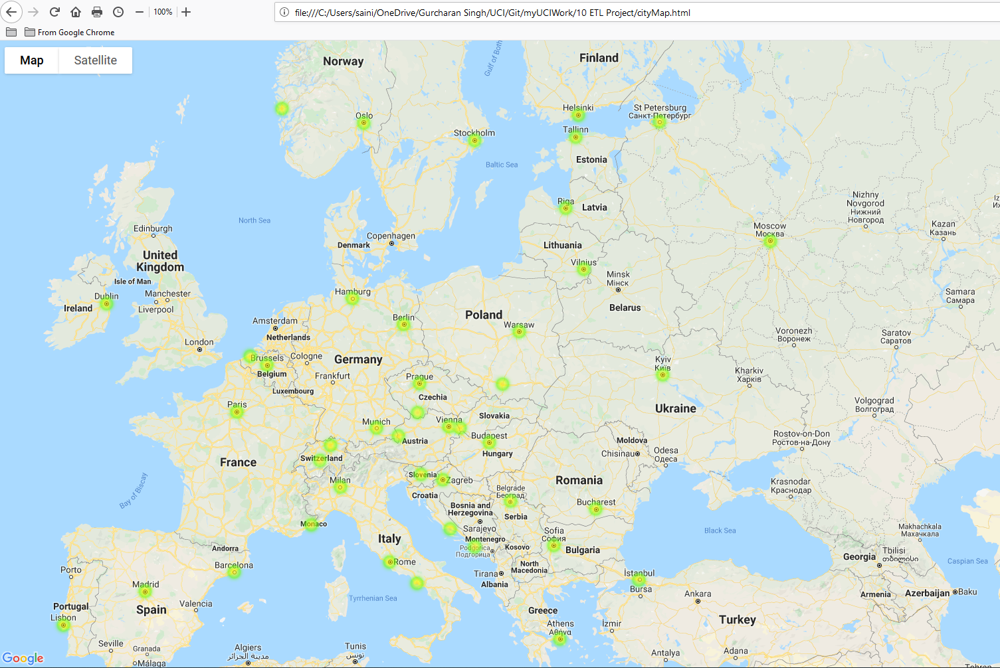 100%
file:///C:/Users/saini/OneDrive/Gurcharan Singh/UCI/Git/myUCIWork/10 ETL Project/cityMap.html
From Google Chrome
Map
Satellite
Norway
Gulf of Both
Finland
Helsinki
St Petersburg
Санкт-Петербург
Oslo
Tallinn
Stockholm
Estonia
Baltic Sea
Nizhny
Novgorod
Нижний
Новгород
Riga
Latvia
North Sea
Kazan
Казань
Edinburgh
Moscow
Москва
Copenhagen
Denmark
Lithuania
United
Kingdom
Vilnius
Isle of Man
Minsk
Мінск
Dublin
Manchester
Hamburg
Samara
Самара
Ireland
Liverpool
Belarus
Poland
Berlin
Amsterdam
Warsaw
Voronezh
Воронеж
Saratov
Саратов
Netherlands
London
Brussels
Cologne
Germany
Kyiv
Київ
Belgium
Frankfurt
Prague
Kharkiv
Харків
Luxembourg
Czechia
Paris
Ukraine
Volgograd
Волгоград
Slovakia
Munich
Vienna
Budapest
Austria
Moldova
Rostov-on-Don
Ростов-на-Дону
Switzerland
Hungary
Chisinau
Odesa
Одеса
France
Slovenia
Milan
Zagreb
Romania
Krasnodar
Краснодар
Bay of Biscay
Croatia
Belgrade
Београд
Bucharest
Bosnia and
Herzegovina
Serbia
Monaco
Sarajevo
Sofia
София
Black Sea
Makhachkala
Махачкала
Italy
Montenegro
Podgorica
Подгорица
Kosovo
Bulgaria
Andorra
Georgia
Tbilisi
თბილისი
Caspian Sea
Barcelona
Rome
North
Macedonia
Porto
Tirana
İstanbul
Madrid
Albania
Bursa
Ankara
Armenia
Azerbaijan
Baku
Tyrrhenian Sea
Portugal
Spain
Valencia
Greece
Turkey
Lisbon
Athens
Αθήνα
İzmir
Seville
Granada
Algiers
مدينة الجزائر
Tunis
تونس
Adana
Antalya
Málaga
Google